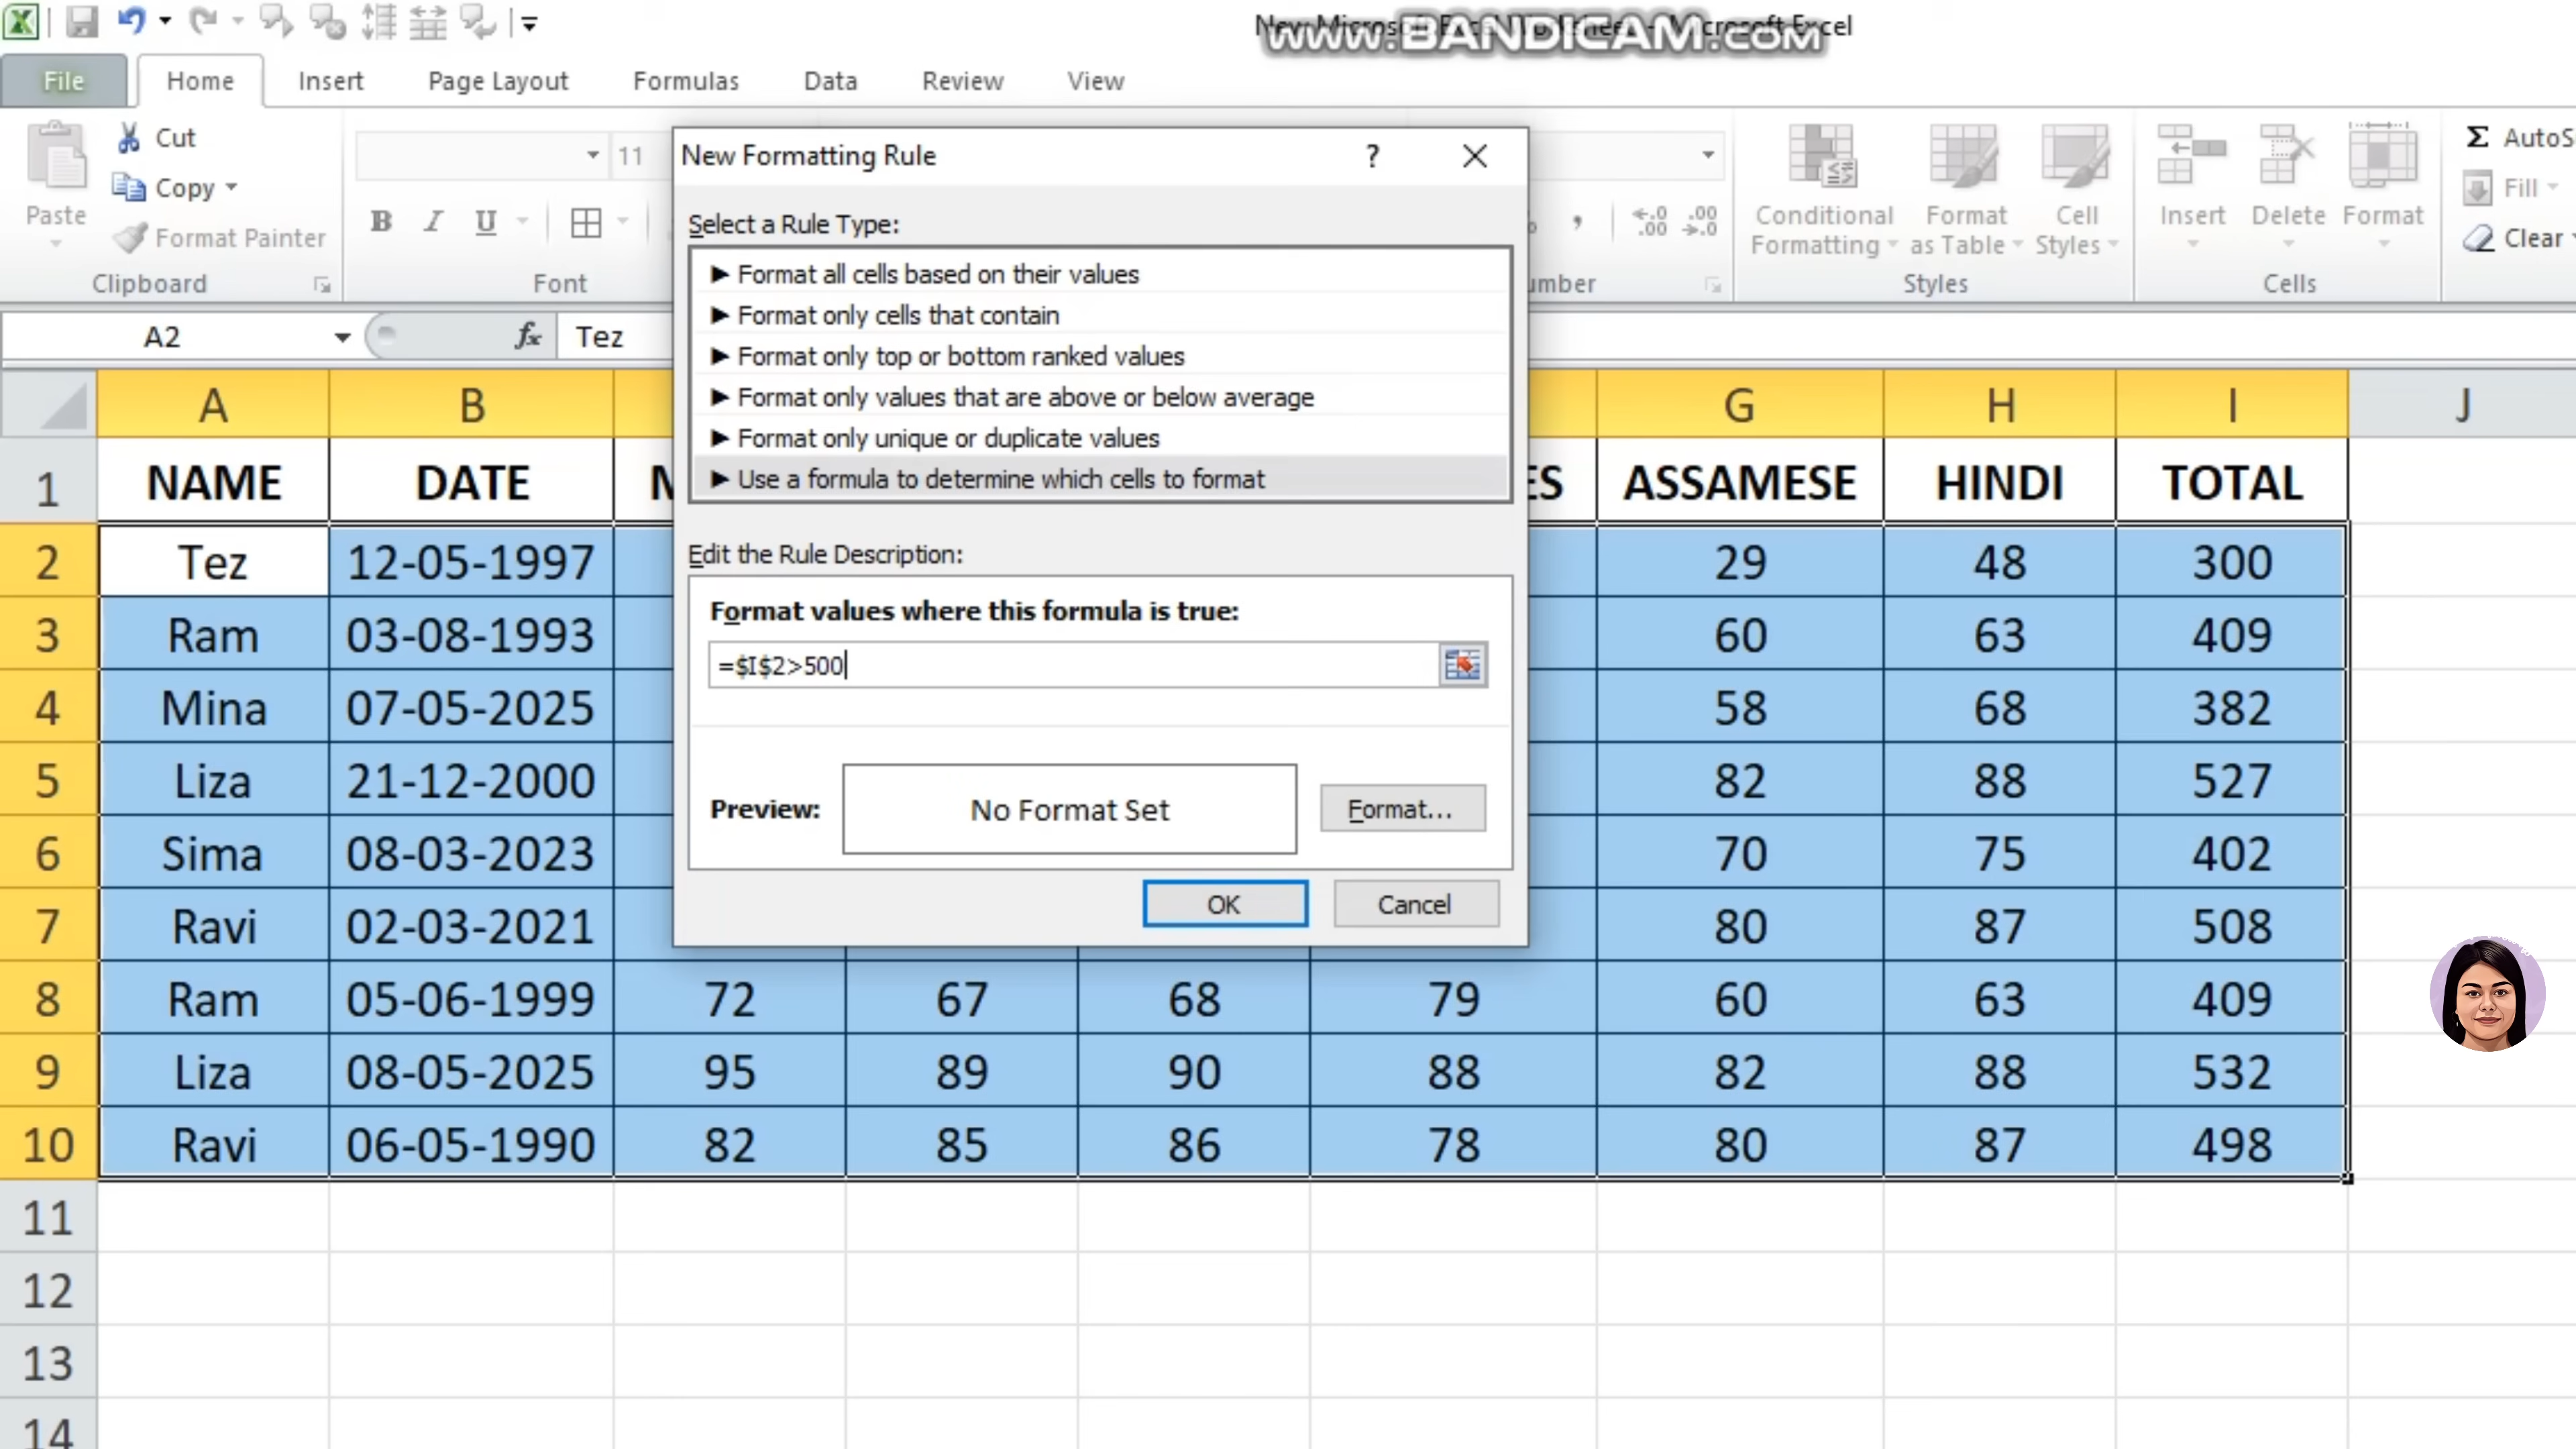 New Microsoft Excel Worksheet - Microsoft Excel
www.BANDICAM.com
File Home Insert Page Layout Formulas Data Review View
Paste Cut Copy Format Painter Clipboard
11
B I U
Font
Number
Conditional Formatting
Format as Table
Cell Styles
Styles
Insert Delete Format
Cells
Σ AutoS
Fill
Clear
A2 fx Tez
New Formatting Rule ? X
Select a Rule Type:
► Format all cells based on their values
► Format only cells that contain
► Format only top or bottom ranked values
► Format only values that are above or below average
► Format only unique or duplicate values
► Use a formula to determine which cells to format
Edit the Rule Description:
Format values where this formula is true:
=$I$2>500
Preview: No Format Set Format...
OK Cancel
A B G H I J
1 NAME DATE M ES ASSAMESE HINDI TOTAL
2 Tez 12-05-1997 29 48 300
3 Ram 03-08-1993 60 63 409
4 Mina 07-05-2025 58 68 382
5 Liza 21-12-2000 82 88 527
6 Sima 08-03-2023 70 75 402
7 Ravi 02-03-2021 80 87 508
8 Ram 05-06-1999 72 67 68 79 60 63 409
9 Liza 08-05-2025 95 89 90 88 82 88 532
10 Ravi 06-05-1990 82 85 86 78 80 87 498
11
12
13
14